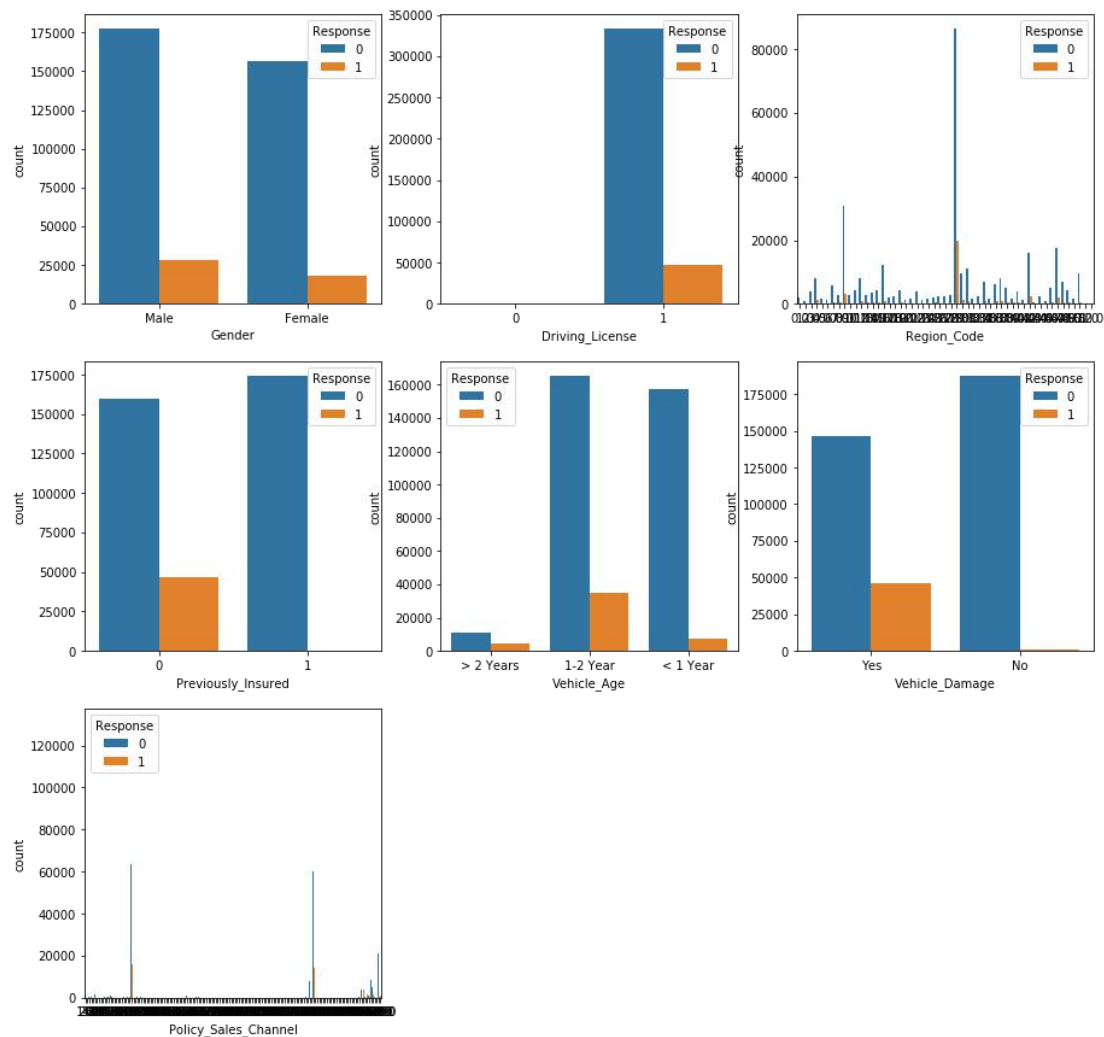 Response
0
1
175000
150000
125000
100000
75000
50000
25000
0
count
Male
Female
Gender
Response
0
1
350000
300000
250000
200000
150000
100000
50000
0
count
0
1
Driving_License
Response
0
1
80000
60000
40000
20000
0
count
Region_Code
Response
0
1
175000
150000
125000
100000
75000
50000
25000
0
count
0
1
Previously_Insured
Response
0
1
160000
140000
120000
100000
80000
60000
40000
20000
0
count
> 2 Years
1-2 Year
< 1 Year
Vehicle_Age
Response
0
1
175000
150000
125000
100000
75000
50000
25000
0
count
Yes
No
Vehicle_Damage
Response
0
1
120000
100000
80000
60000
40000
20000
0
count
Policy_Sales_Channel